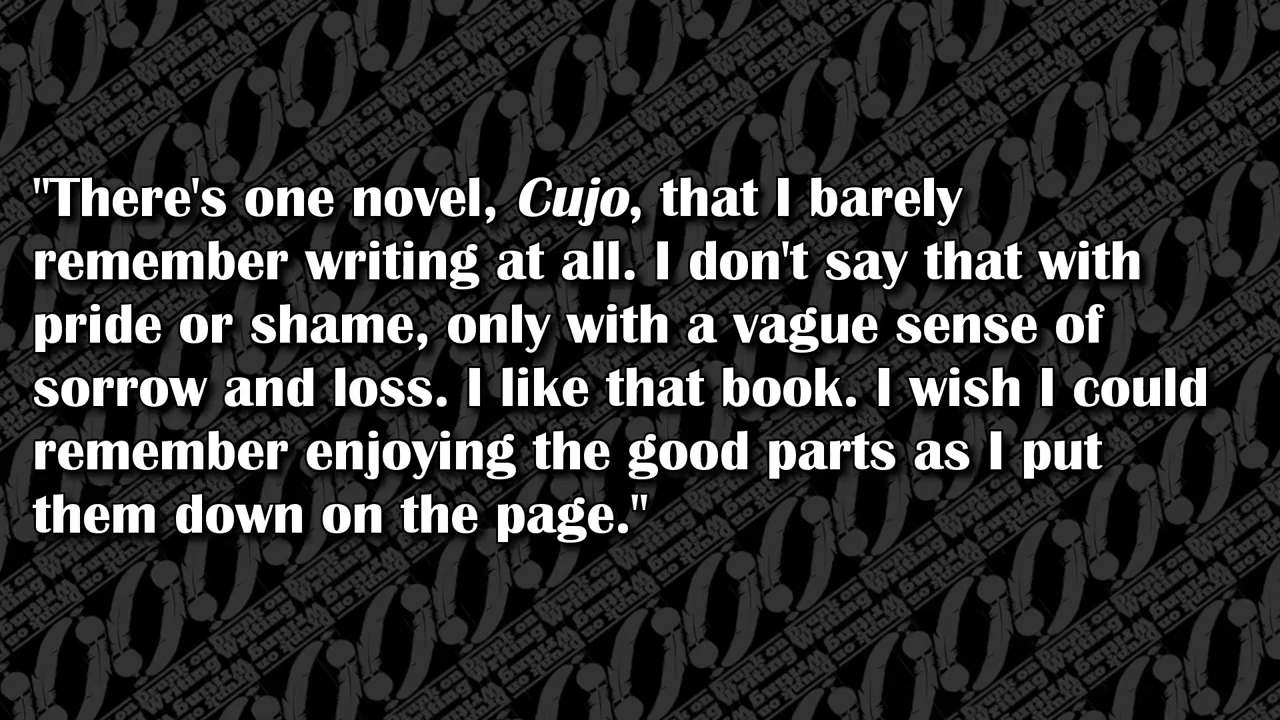 "There's one novel, Cujo, that I barely
remember writing at all. I don't say that with
pride or shame, only with a vague sense of
sorrow and loss. I like that book. I wish I could
remember enjoying the good parts as I put
them down on the page."